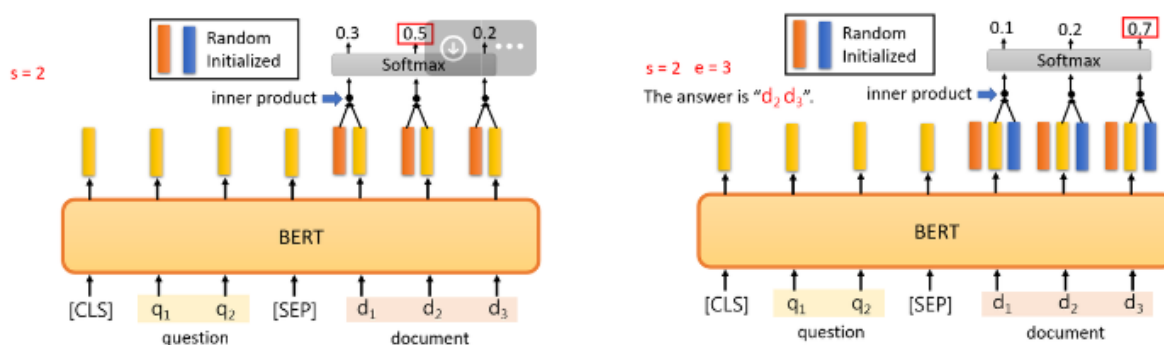 s = 2
Random
Initialized
0.3 0.5 0.2
Softmax
inner product
BERT
[CLS] q₁ q₂ [SEP] d₁ d₂ d₃
question document
Random
Initialized
0.1 0.2 0.7
Softmax
s = 2 e = 3
inner product
The answer is “d₂ d₃”.
BERT
[CLS] q₁ q₂ [SEP] d₁ d₂ d₃
question document